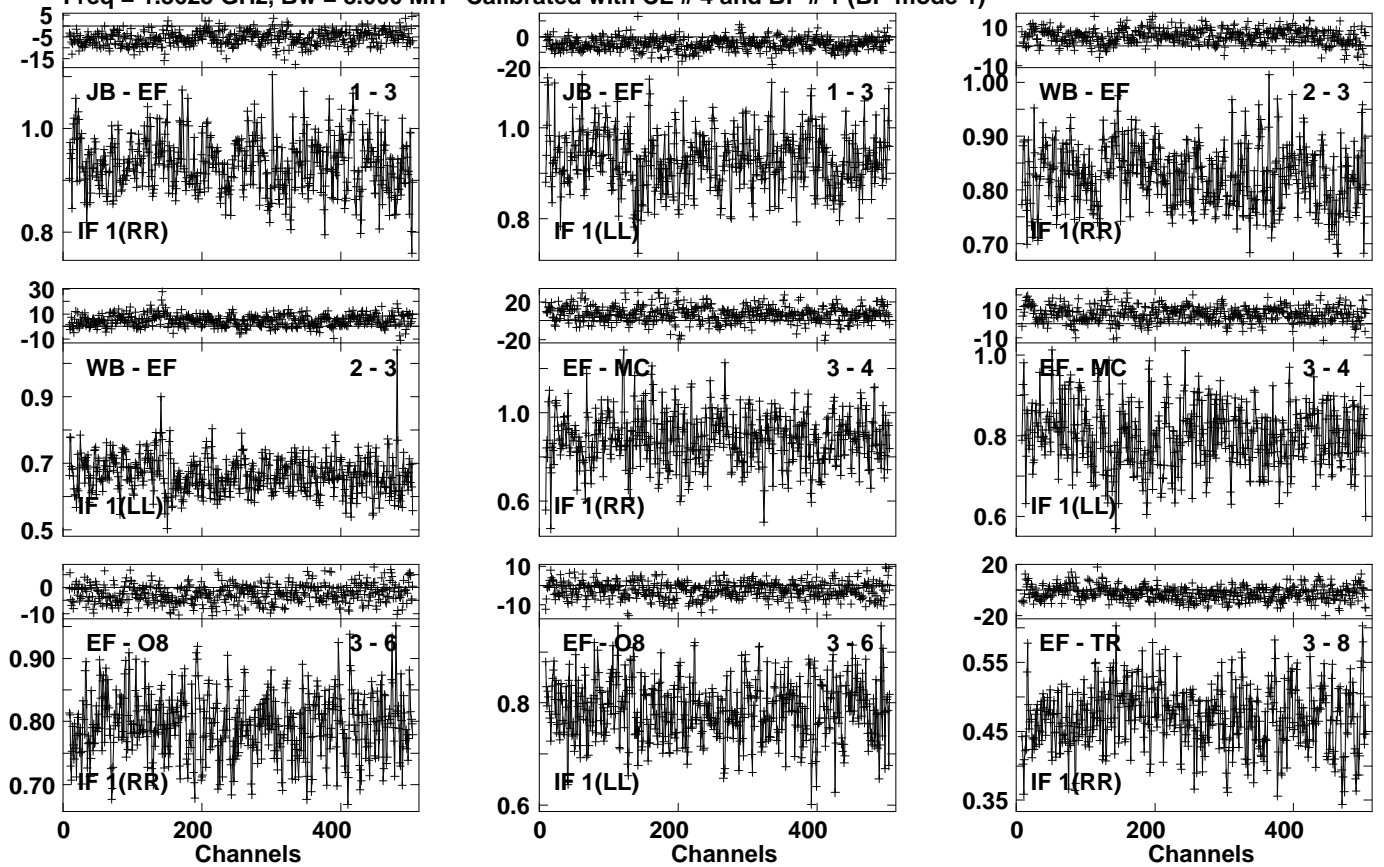 5
-5
-15
JB - EF 1 - 3
1.0
0.8
IF 1(RR)
0
-20
JB - EF 1 - 3
1.0
0.8
IF 1(LL)
10
-10
1.00
WB - EF 2 - 3
0.90
0.80
0.70
IF 1(RR)
30
10
-10
WB - EF 2 - 3
0.9
0.7
0.5
IF 1(LL)
20
-20
EF - MC 3 - 4
1.0
0.6
IF 1(RR)
10
-10
1.0
EF - MC 3 - 4
0.8
0.6
IF 1(LL)
0
-10
EF - O8 3 - 6
0.90
0.80
0.70
IF 1(RR)
0 200 400
Channels
10
-10
EF - O8 3 - 6
0.8
0.6
IF 1(LL)
0 200 400
Channels
20
-20
EF - TR 3 - 8
0.55
0.45
0.35
IF 1(RR)
0 200 400
Channels